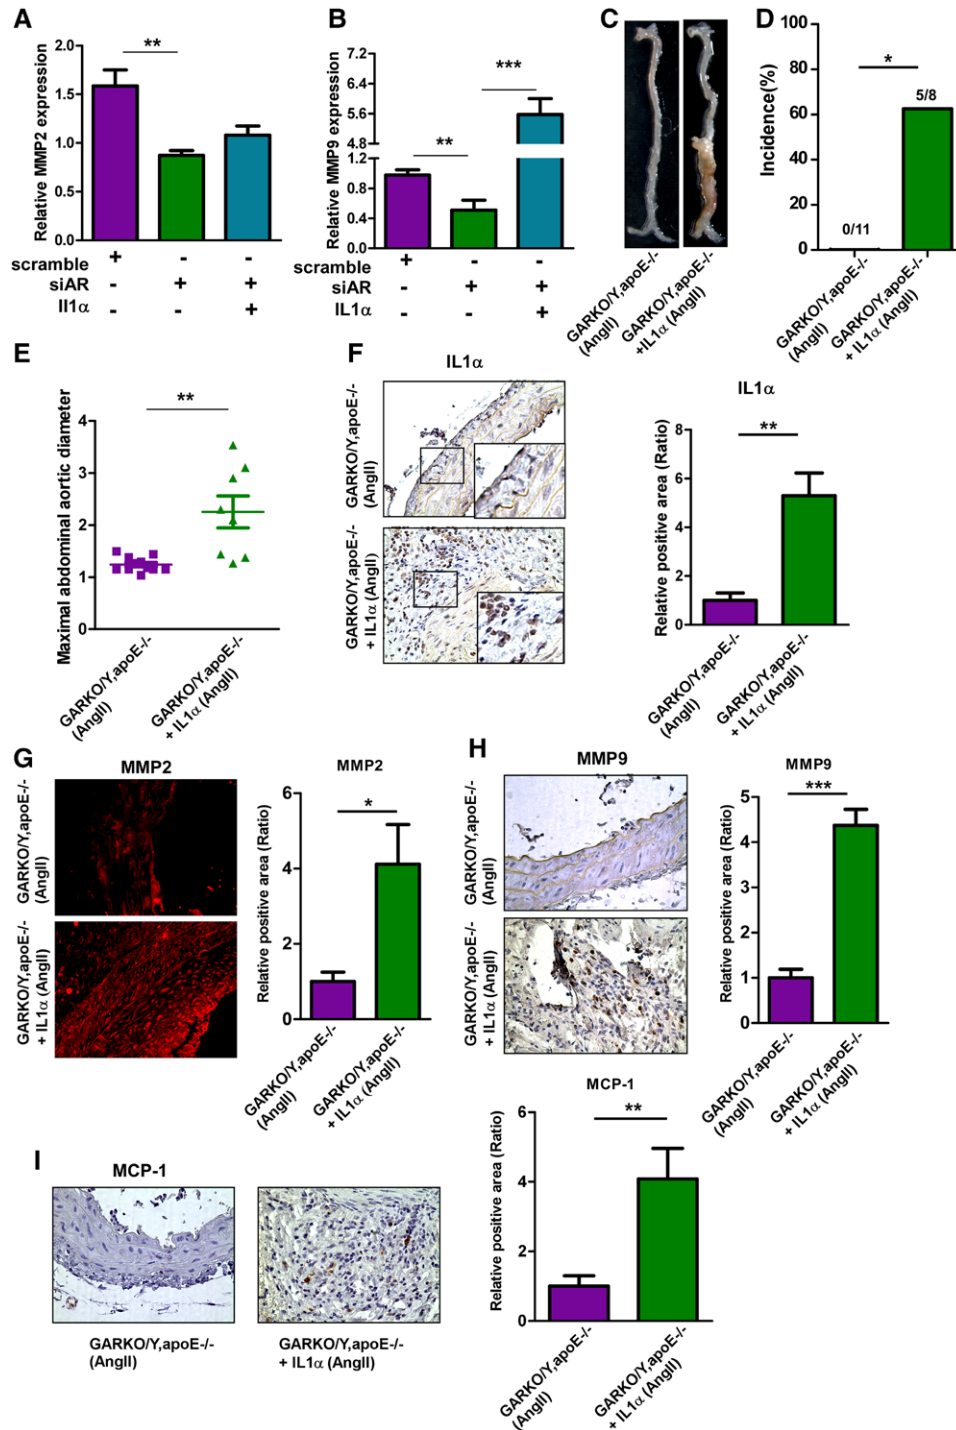 A
Relative MMP2 expression
2.0
1.5
1.0
0.5
0.0
**
scramble + - -
siAR - + +
Il1α - - +
B
Relative MMP9 expression
7.2
6.4
5.6
4.8
1.2
0.8
0.4
0.0
**
***
scramble + - -
siAR - + +
IL1α - - +
C
GARKO/Y,apoE-/-
(AngII)
GARKO/Y,apoE-/-
+ IL1α (AngII)
D
Incidence(%)
100
80
60
40
20
0
*
0/11
5/8
GARKO/Y,apoE-/-
(AngII)
GARKO/Y,apoE-/-
+ IL1α (AngII)
E
Maximal abdominal aortic diameter
4
3
2
1
0
**
GARKO/Y,apoE-/-
(AngII)
GARKO/Y,apoE-/-
+ IL1α (AngII)
F
IL1α
GARKO/Y,apoE-/-
(AngII)
GARKO/Y,apoE-/-
+ IL1α (AngII)
IL1α
Relative positive area (Ratio)
8
6
4
2
0
**
GARKO/Y,apoE-/-
(AngII)
GARKO/Y,apoE-/-
+ IL1α (AngII)
G
MMP2
GARKO/Y,apoE-/-
(AngII)
GARKO/Y,apoE-/-
+ IL1α (AngII)
MMP2
Relative positive area (Ratio)
6
4
2
0
*
GARKO/Y,apoE-/-
(AngII)
GARKO/Y,apoE-/-
+ IL1α (AngII)
H
MMP9
GARKO/Y,apoE-/-
(AngII)
GARKO/Y,apoE-/-
+ IL1α (AngII)
MMP9
Relative positive area (Ratio)
5
4
3
2
1
0
***
GARKO/Y,apoE-/-
(AngII)
GARKO/Y,apoE-/-
+ IL1α (AngII)
I
MCP-1
GARKO/Y,apoE-/-
(AngII)
GARKO/Y,apoE-/-
+ IL1α (AngII)
MCP-1
Relative positive area (Ratio)
6
4
2
0
**
GARKO/Y,apoE-/-
(AngII)
GARKO/Y,apoE-/-
+ IL1α (AngII)